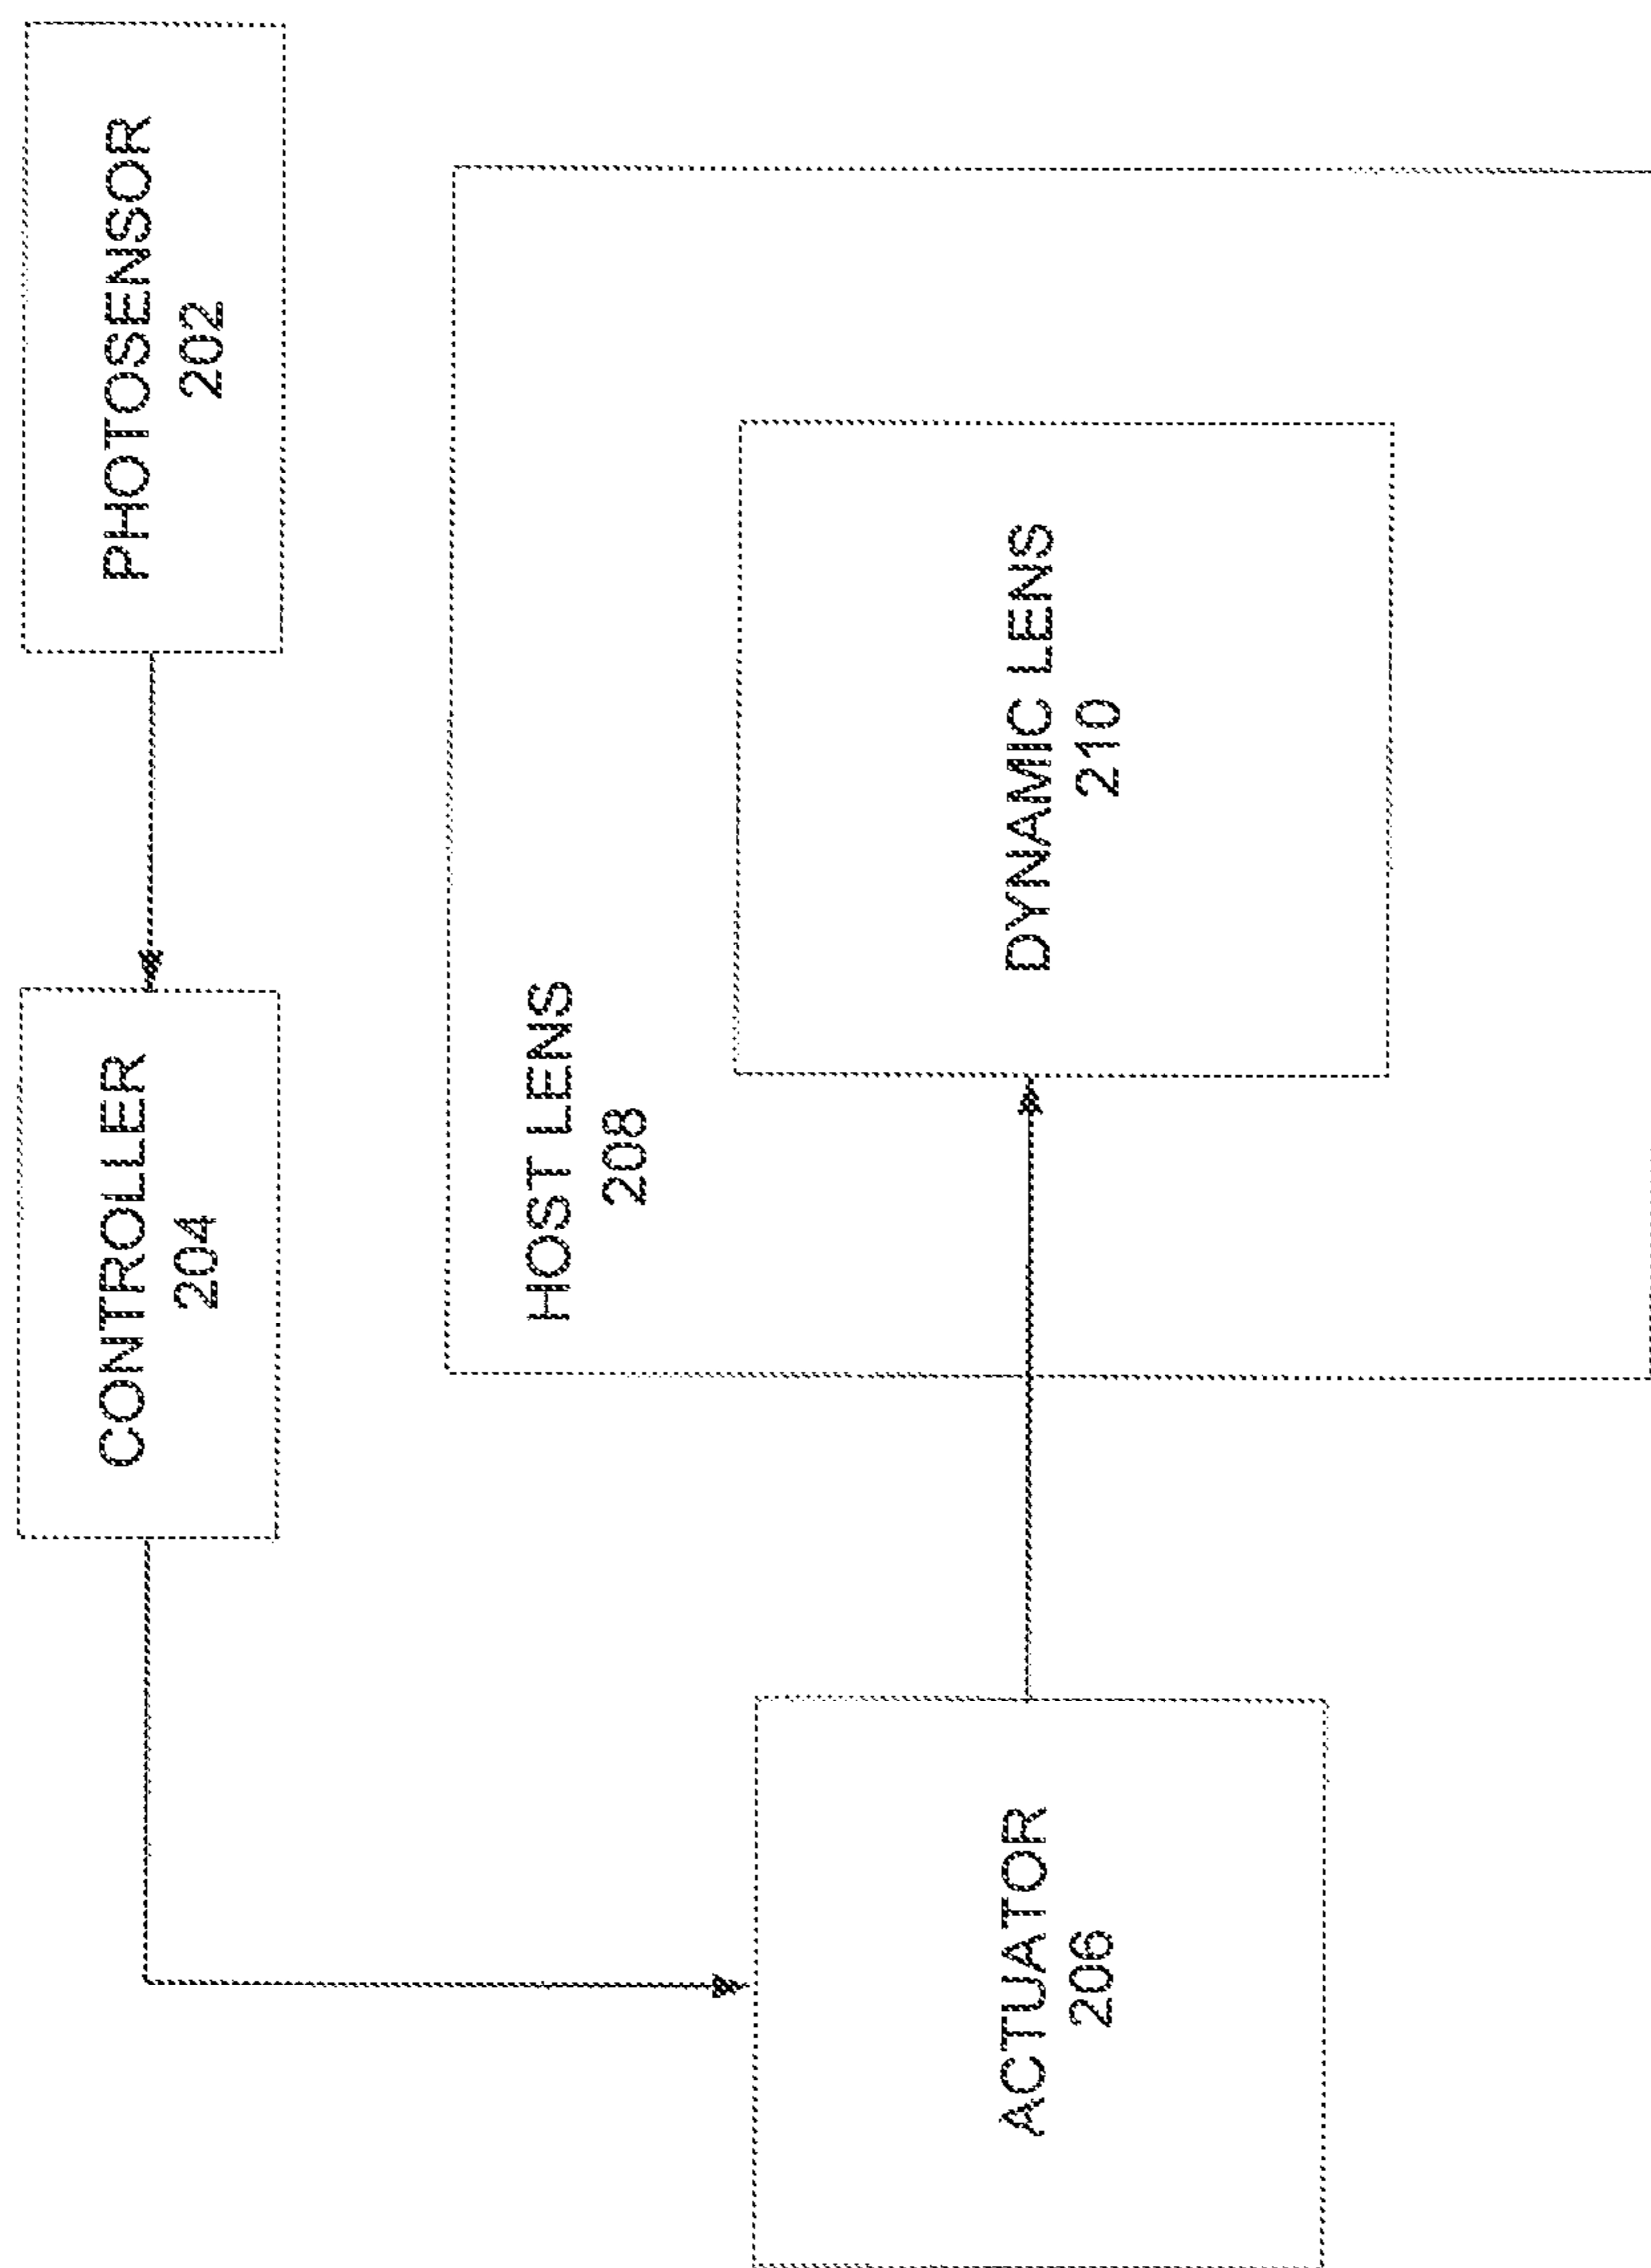 PHOTOSENSOR
202
CONTROLLER
204
HOST LENS
208
DYNAMIC LENS
210
ACTUATOR
206